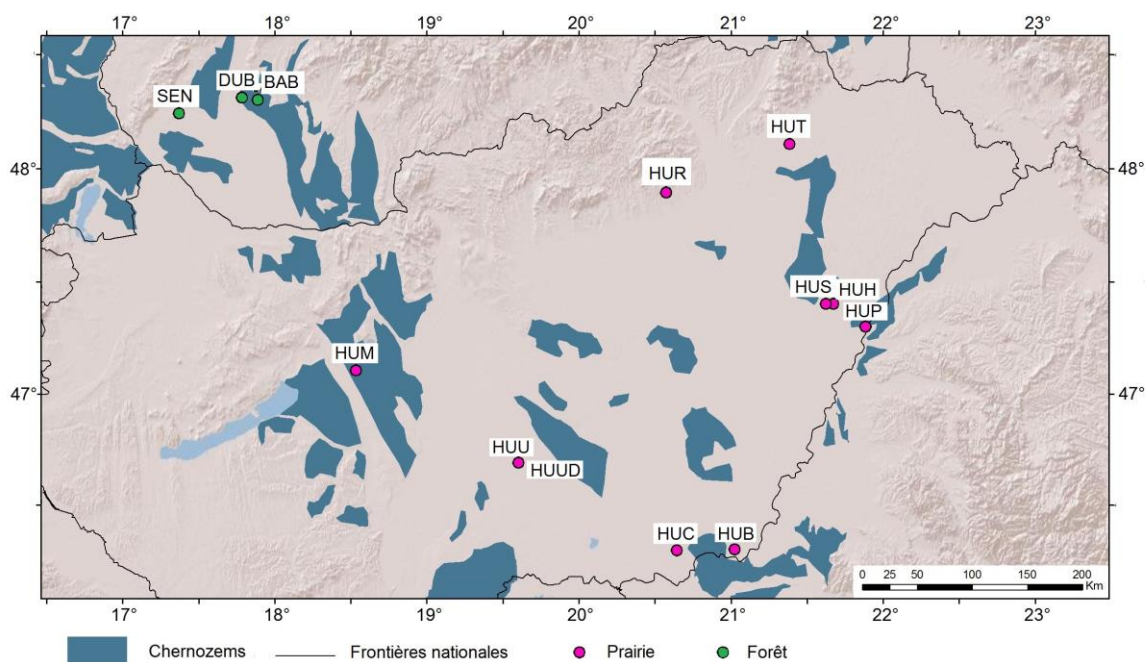 17° 18° 19° 20° 21° 22° 23°
DUB BAB
SEN
HUT
48° 48°
HUR
HUS HUH
HUP
HUM
47° 47°
HUU
HUUD
HUC HUB
0 25 50 100 150 200
Km
17 18 19 20 21 22 23
Chernozems Frontières nationales Prairie Forêt